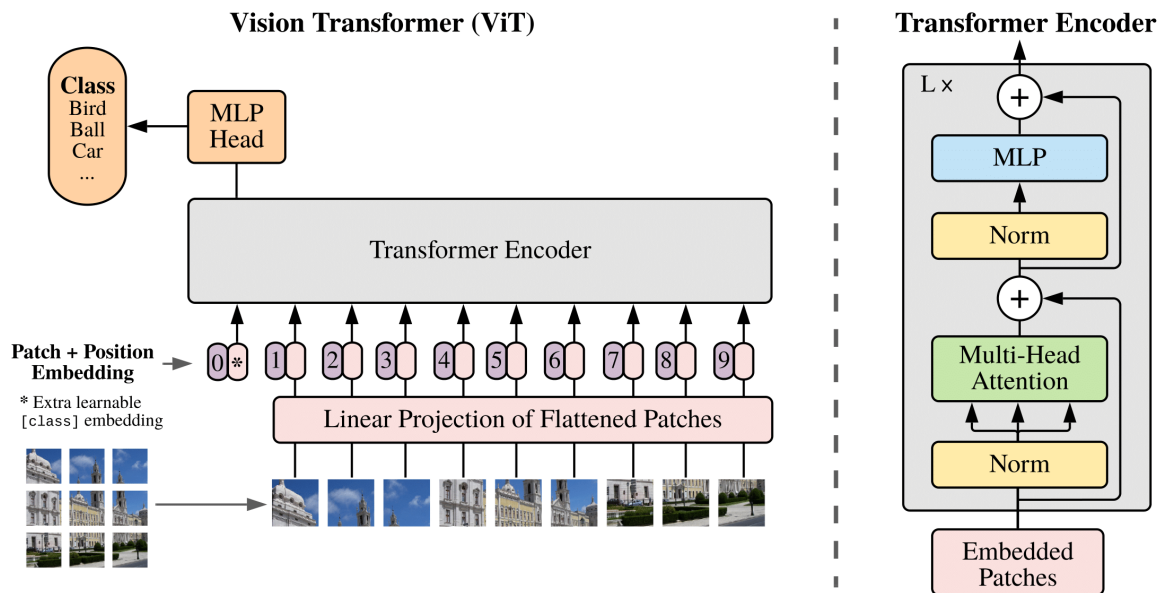 Vision Transformer (ViT)
Class
Bird
Ball
Car
...
MLP
Head
Transformer Encoder
Patch + Position
Embedding
0 * 1 2 3 4 5 6 7 8 9
* Extra learnable
[class] embedding
Linear Projection of Flattened Patches
Transformer Encoder
L x
+
MLP
Norm
+
Multi-Head
Attention
Norm
Embedded
Patches